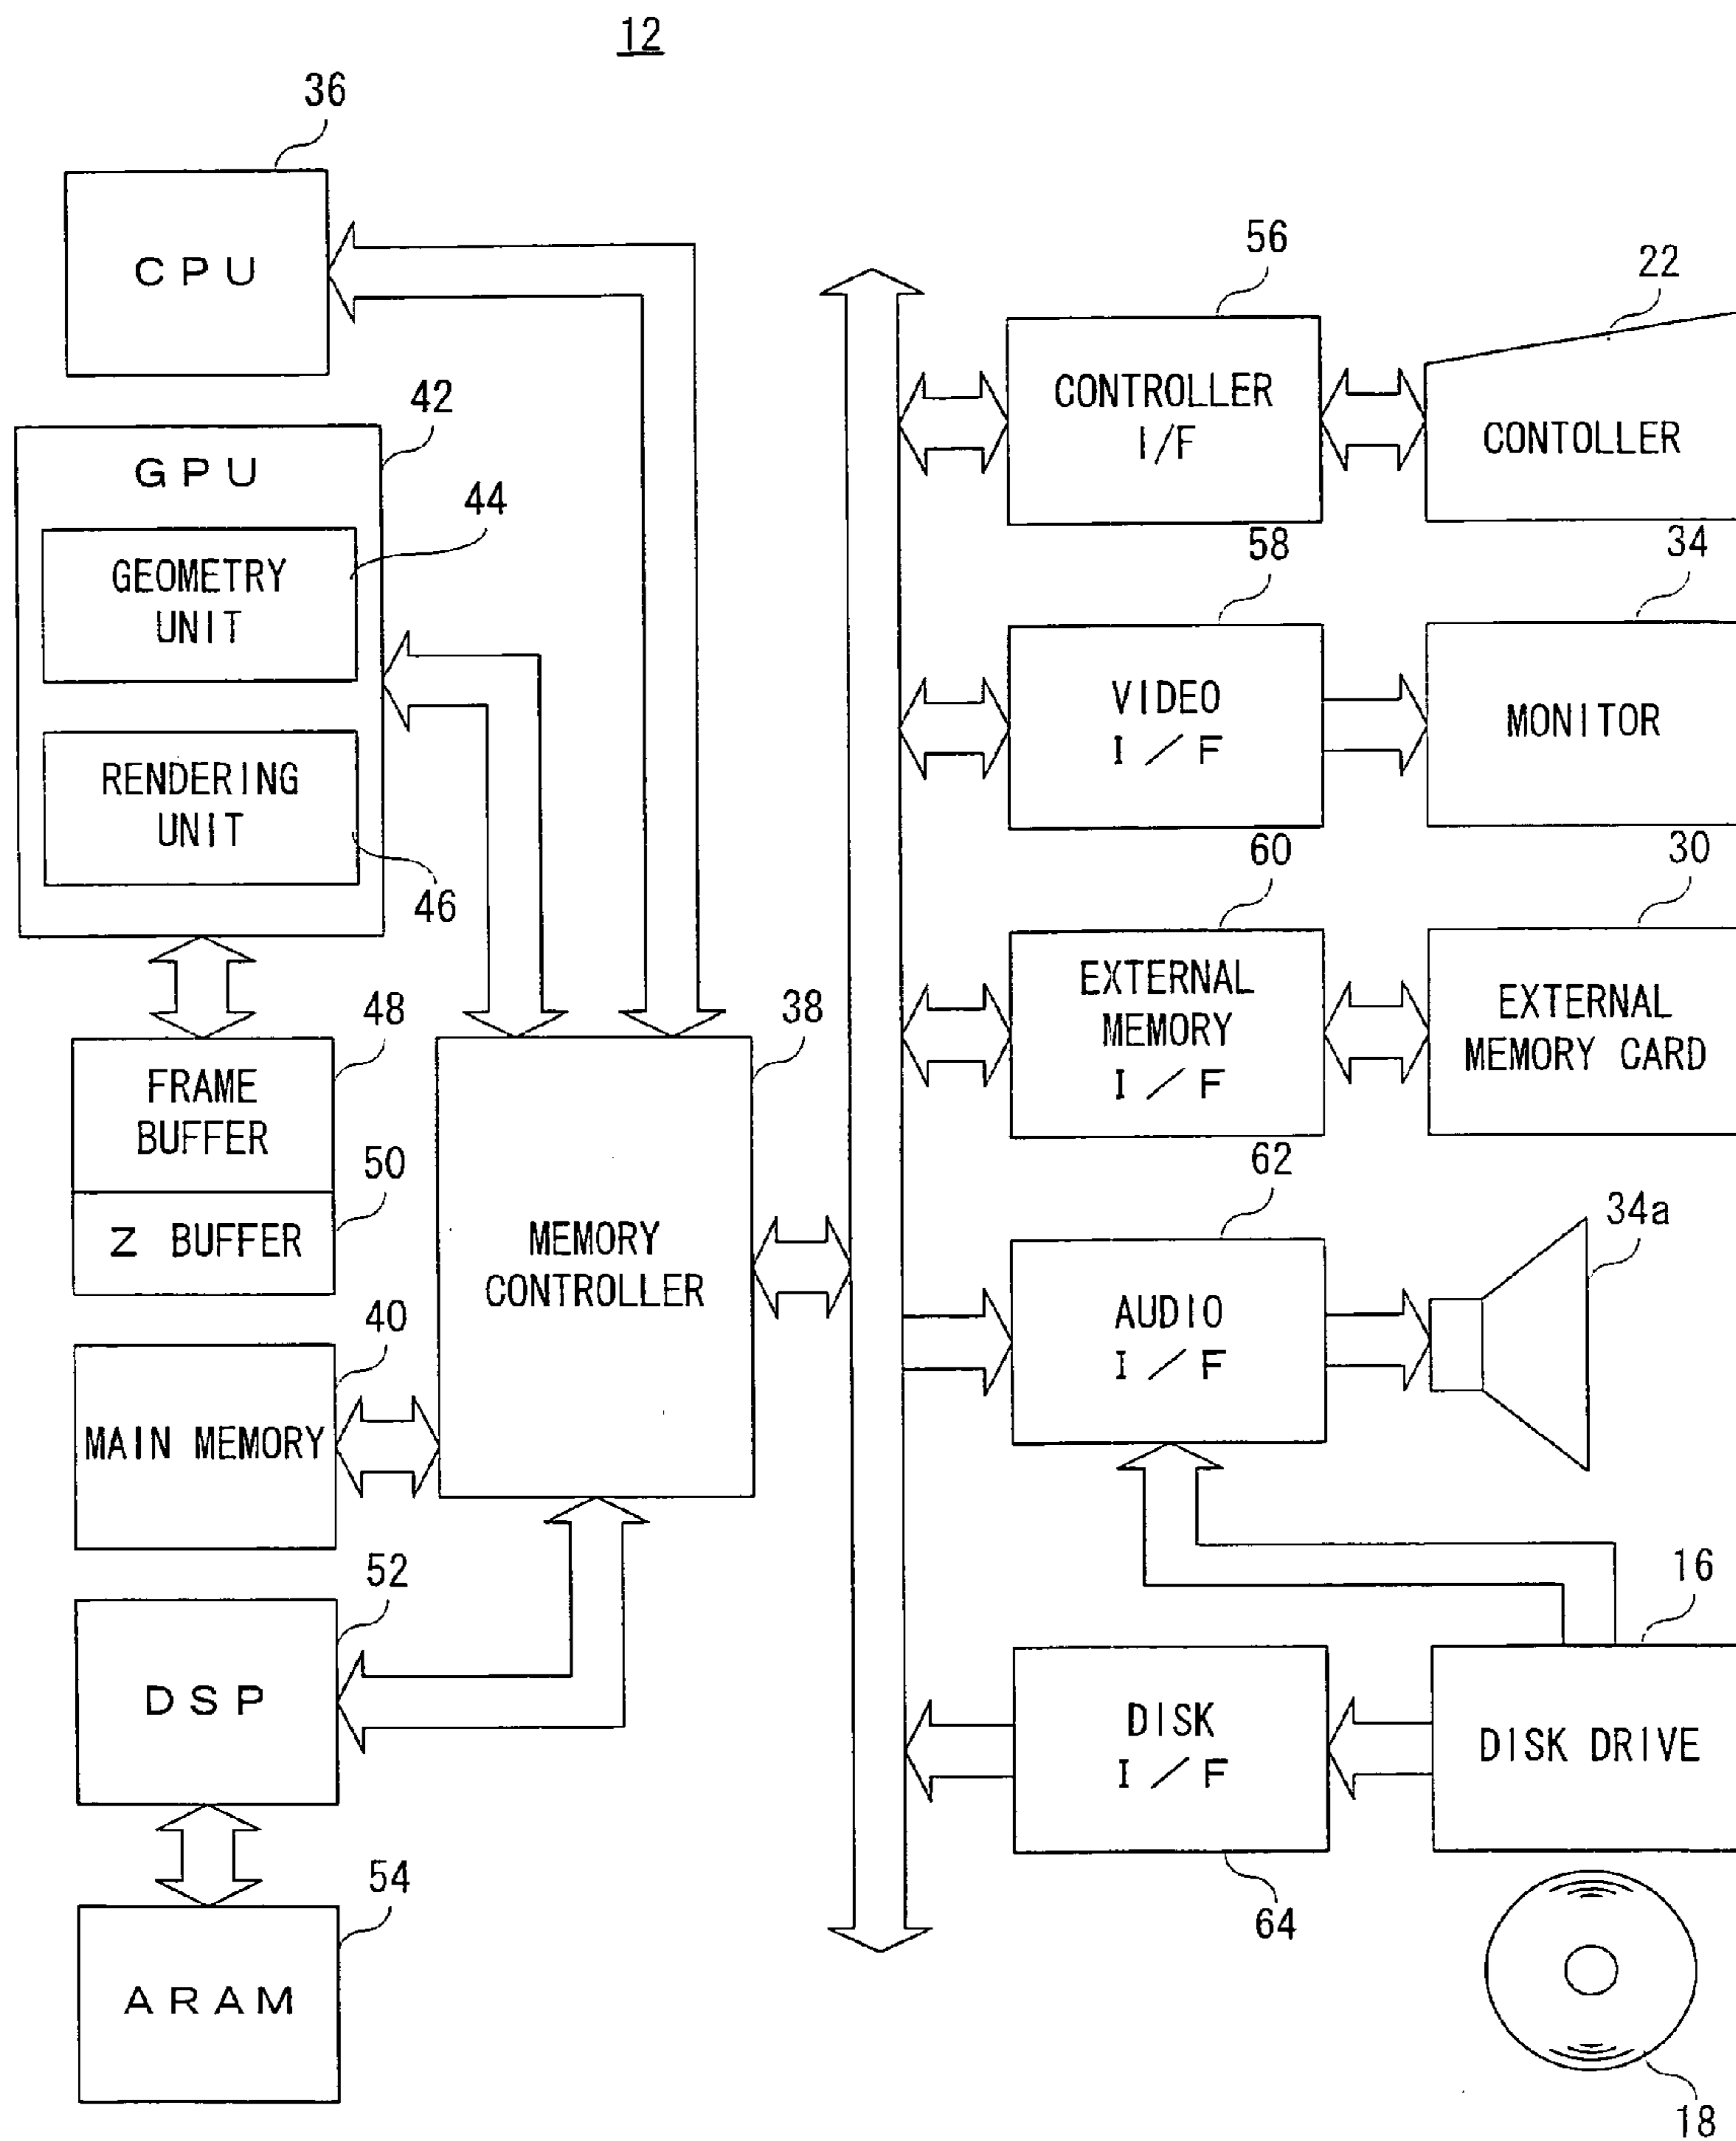 12
36
CPU
42
GPU
44
GEOMETRY
UNIT
RENDERING
UNIT
46
48
FRAME
BUFFER
50
Z BUFFER
40
MAIN MEMORY
52
DSP
54
ARAM
38
MEMORY
CONTROLLER
56
CONTROLLER
I/F
22
CONTOLLER
58
VIDEO
I/F
34
MONITOR
60
EXTERNAL
MEMORY
I/F
30
EXTERNAL
MEMORY CARD
62
AUDIO
I/F
34a
16
DISK
I/F
64
DISK DRIVE
18